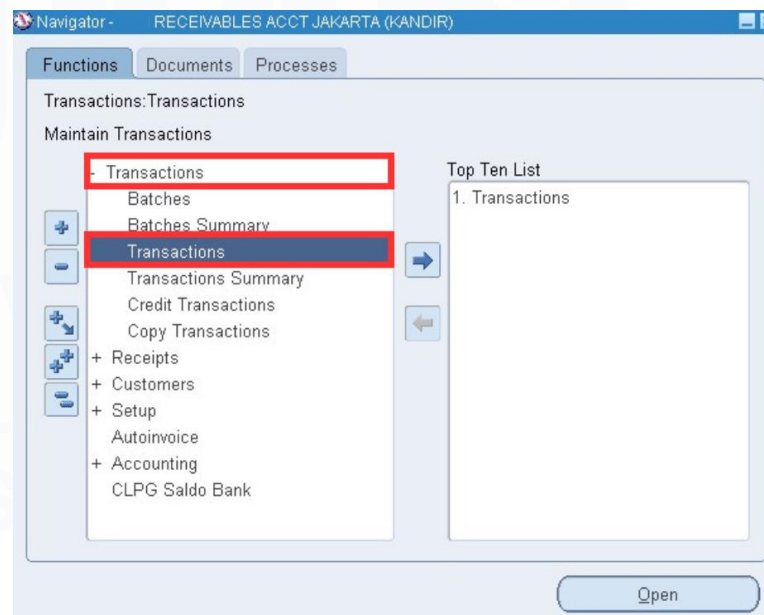 Navigator - RECEIVABLES ACCT JAKARTA (KANDIR)
Functions Documents Processes
Transactions:Transactions
Maintain Transactions
- Transactions
Batches
Batches Summary
Transactions
Transactions Summary
Credit Transactions
Copy Transactions
+ Receipts
+ Customers
+ Setup
Autoinvoice
+ Accounting
CLPG Saldo Bank
Top Ten List
1. Transactions
Open